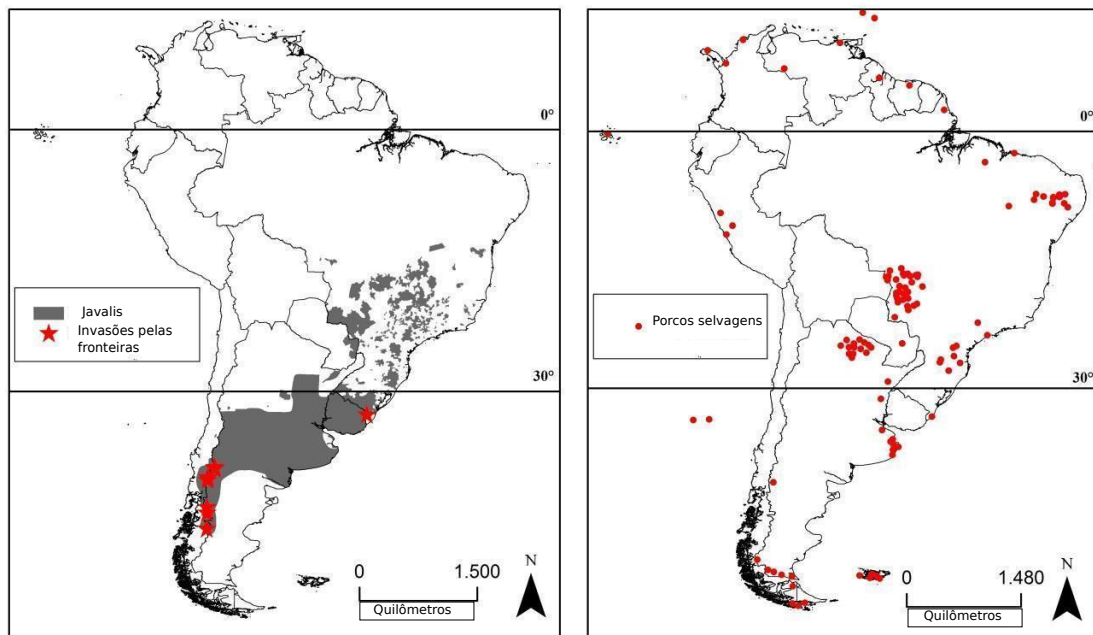 0°
Javalis
Invasões pelas
fronteiras
30°
0
1.500
Quilômetros
N
0°
Porcos selvagens
30°
0
1.480
Quilômetros
N